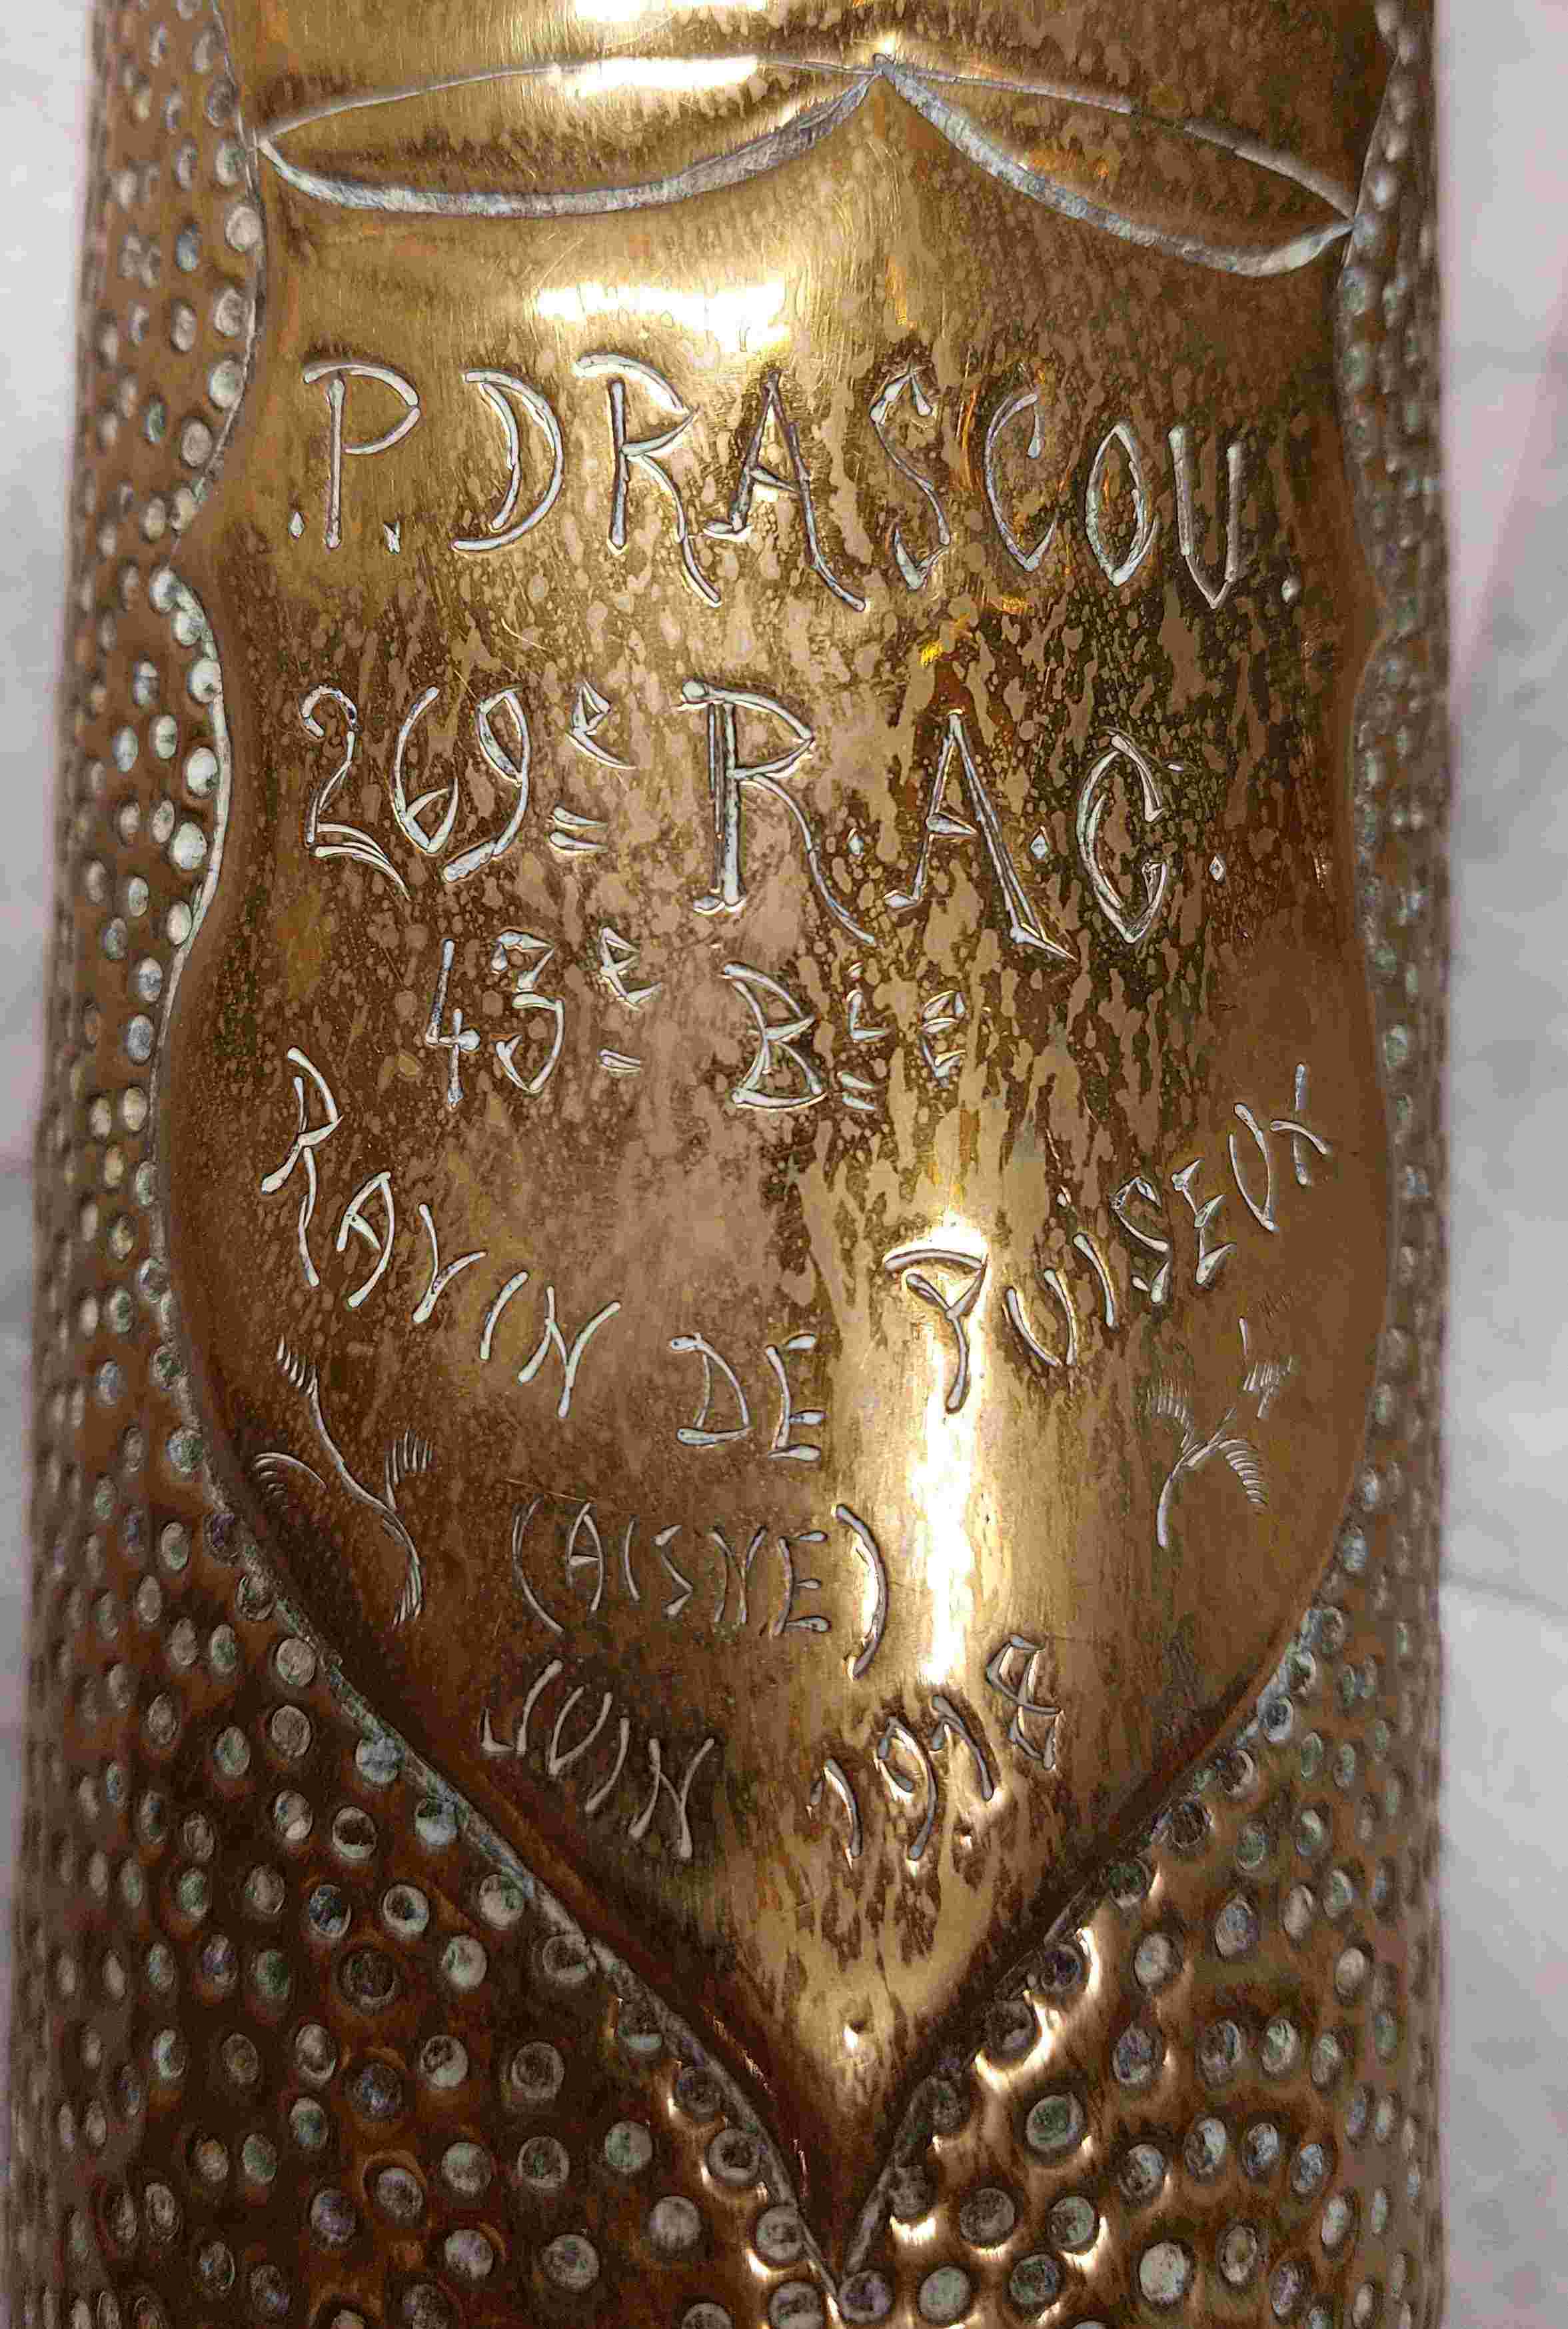 .P. DRASCOU.
269e R.A.C.
43e Bie
RAVIN DE PUISEUX
(AISNE)
JUIN 1918